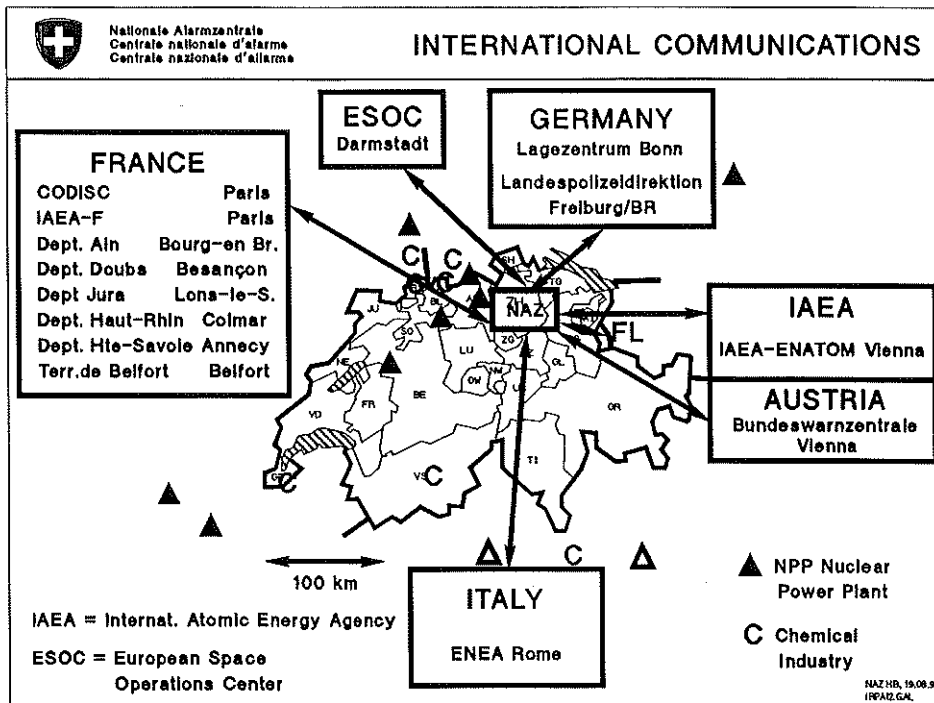 Nationale Alarmzentrale
Centrale nationale d'alarme
Centrale nazionale d'allarme
INTERNATIONAL COMMUNICATIONS
ESOC
Darmstadt
GERMANY
Lagezentrum Bonn
Landespolizeidirektion
Freiburg/BR
FRANCE
CODISC Paris
IAEA-F Paris
Dept. Ain Bourg-en Br.
Dept. Doubs Besançon
Dept Jura Lons-le-S.
Dept. Haut-Rhin Colmar
Dept. Hte-Savoie Annecy
Terr.de Belfort Belfort
C
C
SH
TG
JU
BL
ZH
NAZ
SO
FL
IAEA
IAEA-ENATOM Vienna
NE
LU
ZG
GL
OW
NW
BE
FR
VD
GR
AUSTRIA
Bundeswarnzentrale
Vienna
TI
VS
C
GE
C
C
100 km
ITALY
ENEA Rome
NPP Nuclear
Power Plant
C Chemical
Industry
IAEA = Internat. Atomic Energy Agency
ESOC = European Space
Operations Center
NAZ HB, 19.08.9